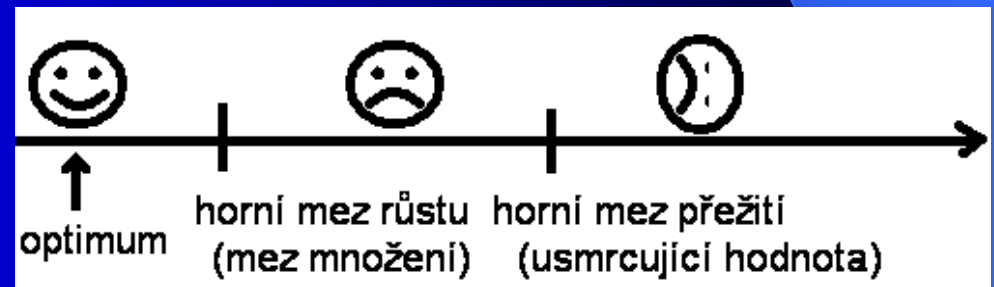 optimum
horní mez růstu
(mez množení)
horní mez přežití
(usmrcující hodnota)